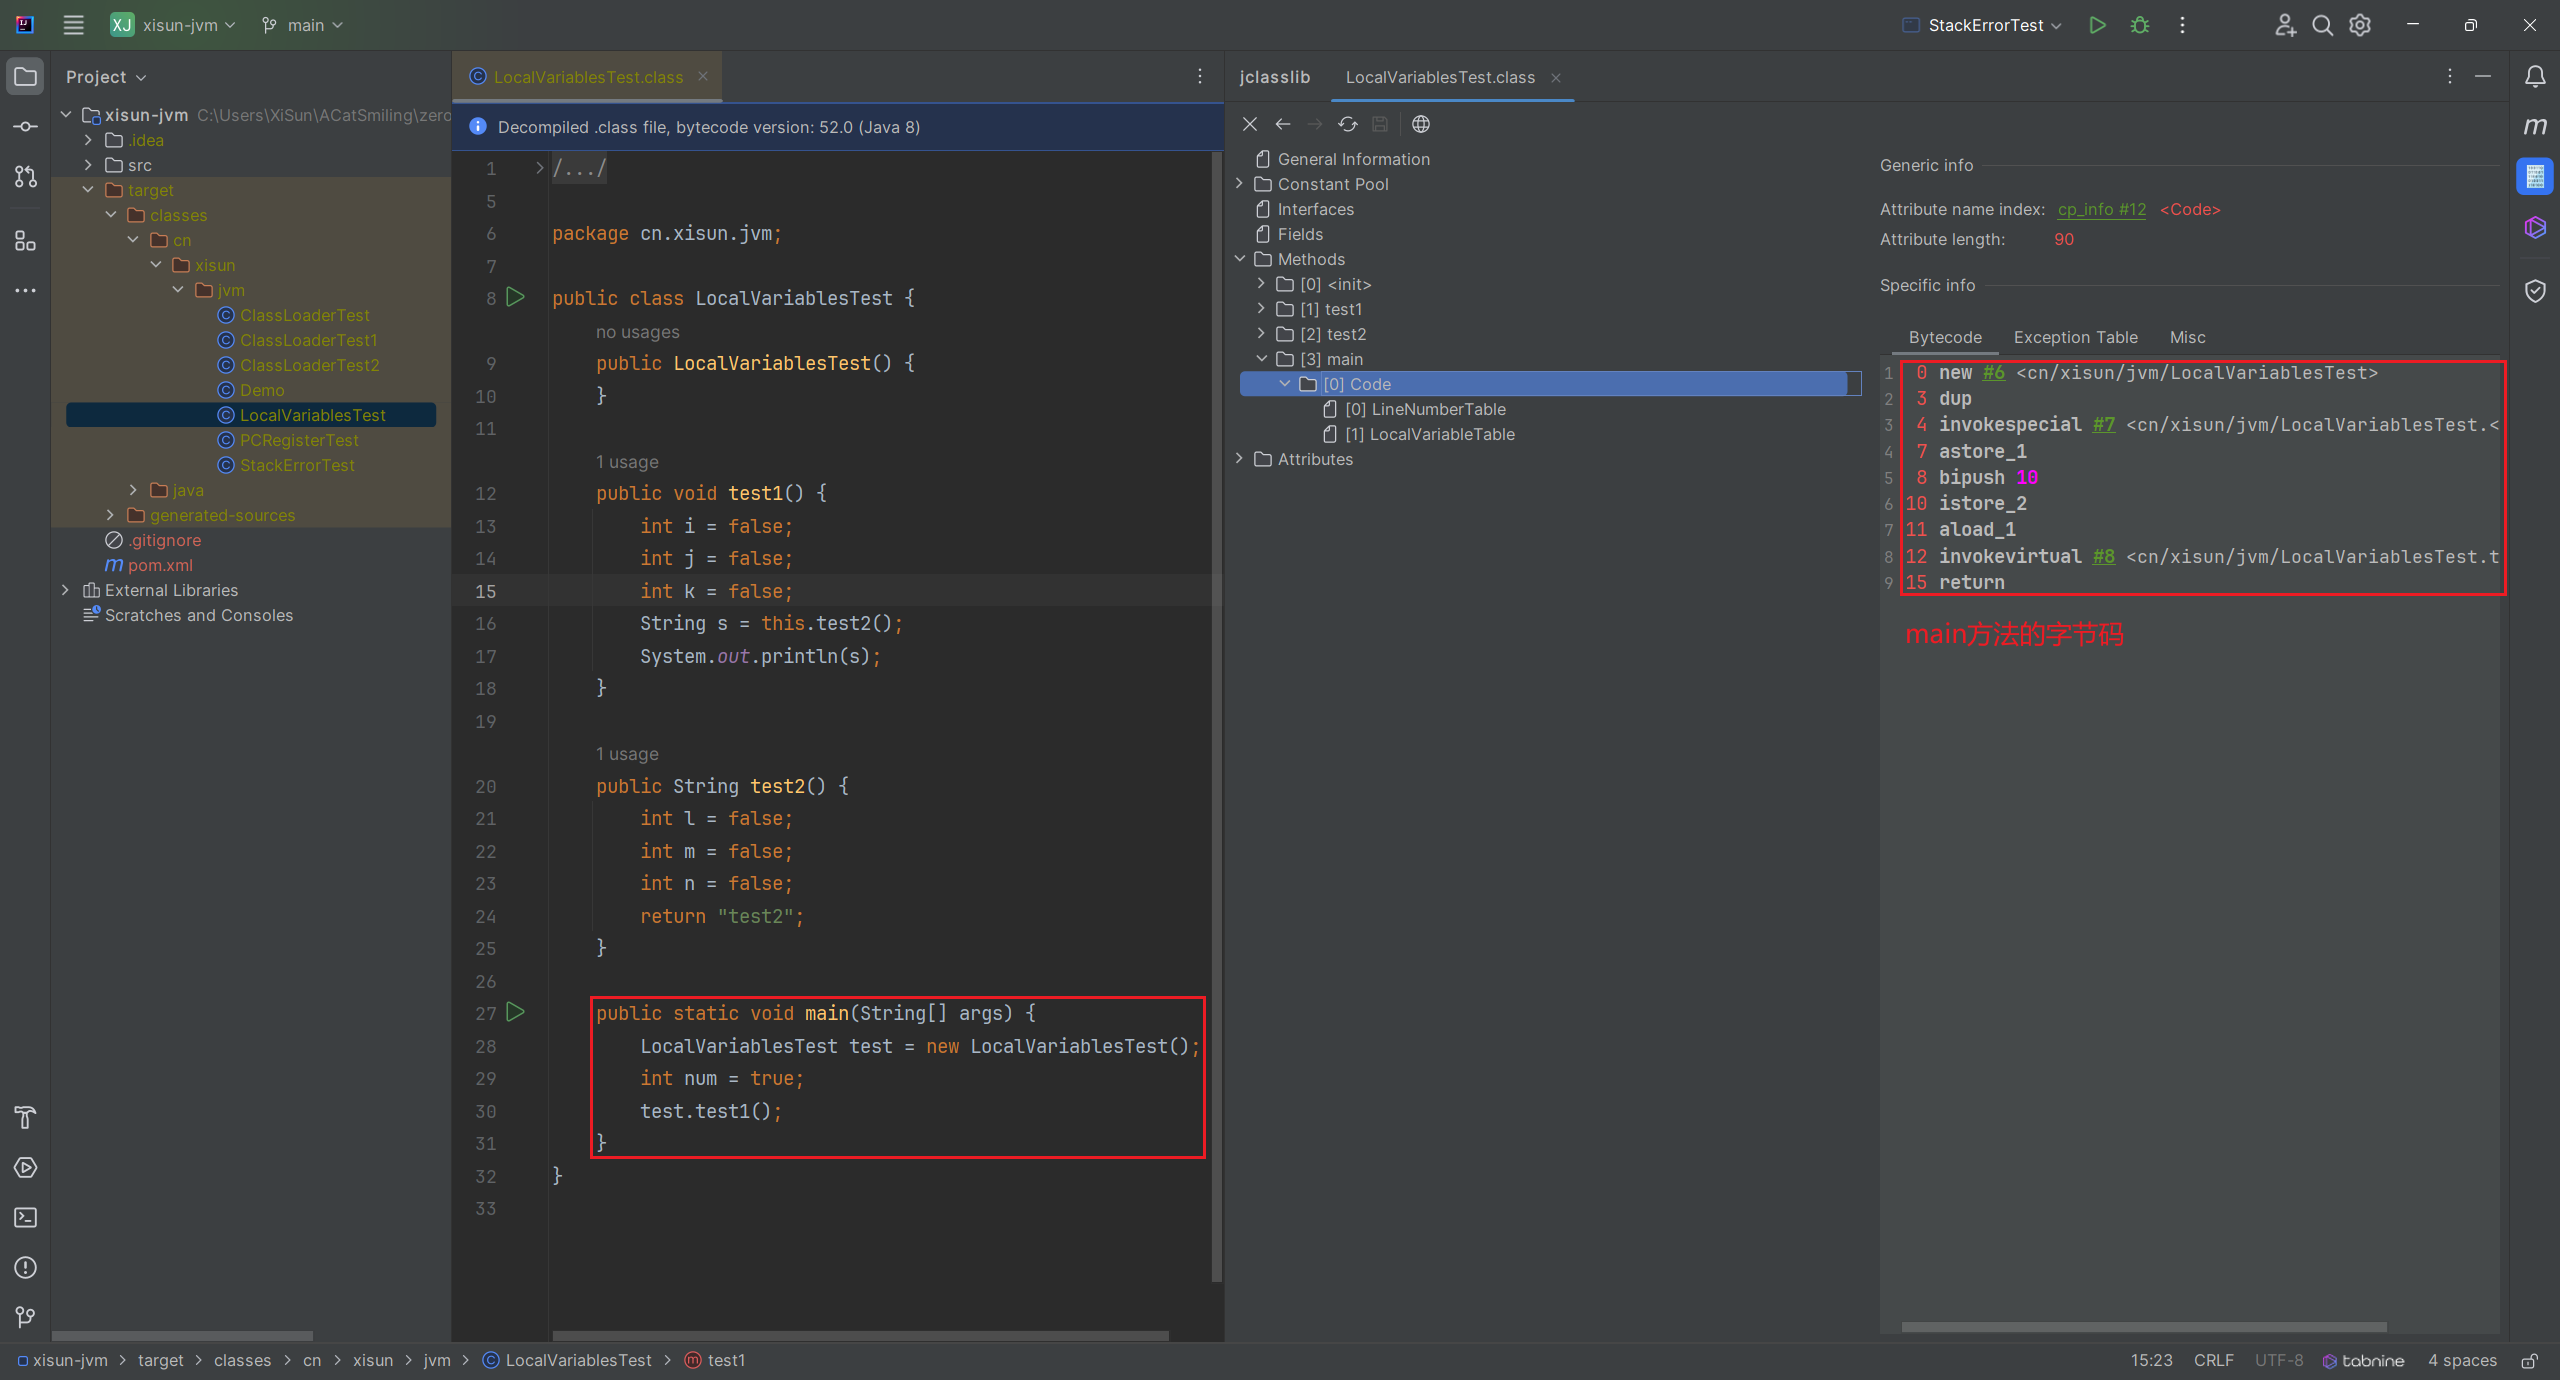 XJ xisun-jvm main StackErrorTest
Project
xisun-jvm C:\Users\XiSun\ACatSmiling\zero
.idea
src
target
classes
cn
xisun
jvm
ClassLoaderTest
ClassLoaderTest1
ClassLoaderTest2
Demo
LocalVariablesTest
PCRegisterTest
StackErrorTest
java
generated-sources
.gitignore
pom.xml
External Libraries
Scratches and Consoles
LocalVariablesTest.class
Decompiled .class file, bytecode version: 52.0 (Java 8)
1 /.../
5
6 package cn.xisun.jvm;
7
8 public class LocalVariablesTest {
no usages
9 public LocalVariablesTest() {
10 }
11
1 usage
12 public void test1() {
13 int i = false;
14 int j = false;
15 int k = false;
16 String s = this.test2();
17 System.out.println(s);
18 }
19
1 usage
20 public String test2() {
21 int l = false;
22 int m = false;
23 int n = false;
24 return "test2";
25 }
26
27 public static void main(String[] args) {
28 LocalVariablesTest test = new LocalVariablesTest();
29 int num = true;
30 test.test1();
31 }
32 }
33
jclasslib LocalVariablesTest.class
General Information
Constant Pool
Interfaces
Fields
Methods
[0] <init>
[1] test1
[2] test2
[3] main
[0] Code
[0] LineNumberTable
[1] LocalVariableTable
Attributes
Generic info
Attribute name index: cp_info #12 <Code>
Attribute length: 90
Specific info
Bytecode Exception Table Misc
1 0 new #6 <cn/xisun/jvm/LocalVariablesTest>
2 3 dup
3 4 invokespecial #7 <cn/xisun/jvm/LocalVariablesTest.<
4 7 astore_1
5 8 bipush 10
6 10 istore_2
7 11 aload_1
8 12 invokevirtual #8 <cn/xisun/jvm/LocalVariablesTest.t
9 15 return
main方法的字节码
m
xisun-jvm > target > classes > cn > xisun > jvm > LocalVariablesTest > test1
15:23 CRLF UTF-8 tabnine 4 spaces